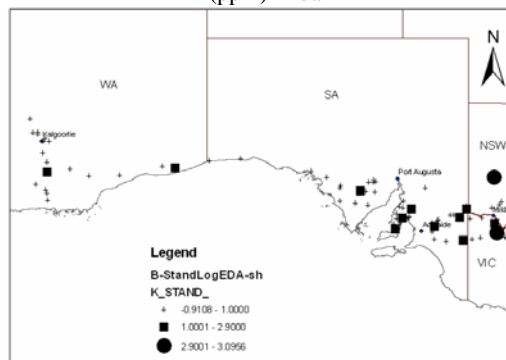 WA
SA
N
NSW
Kalgoorlie
Port Augusta
Adelaide
VIC
Legend
B-StandLogEDA-sh
K_STAND_
-0.9108 - 1.0000
1.0001 - 2.9000
2.9001 - 3.0956